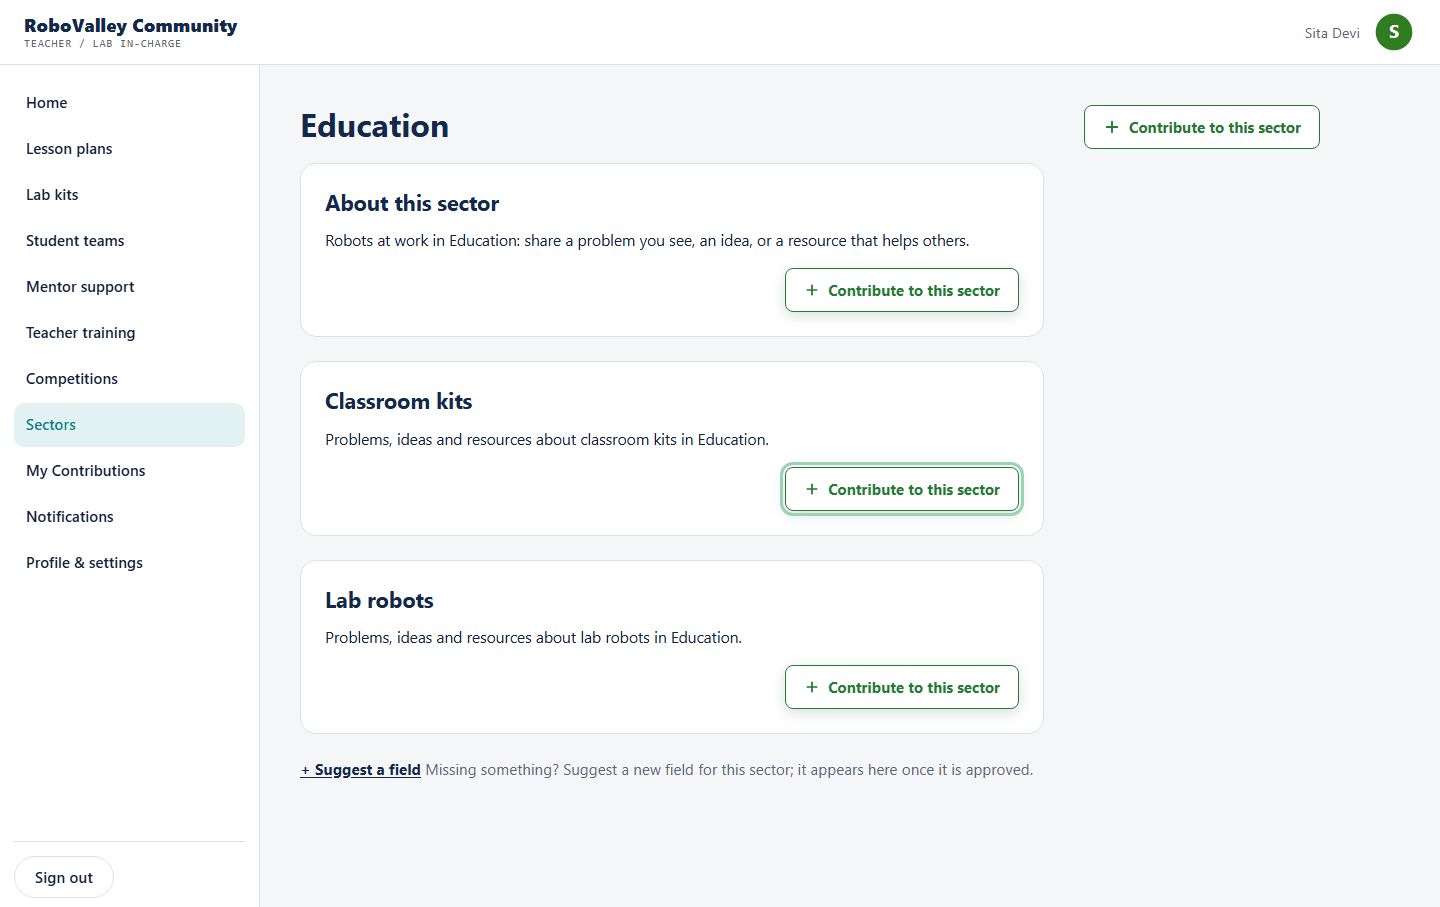 RoboValley Community
TEACHER / LAB IN-CHARGE
Sita Devi
S
Home
Lesson plans
Lab kits
Student teams
Mentor support
Teacher training
Competitions
Sectors
My Contributions
Notifications
Profile & settings
Sign out
Education
+ Contribute to this sector
About this sector
Robots at work in Education: share a problem you see, an idea, or a resource that helps others.
+ Contribute to this sector
Classroom kits
Problems, ideas and resources about classroom kits in Education.
+ Contribute to this sector
Lab robots
Problems, ideas and resources about lab robots in Education.
+ Contribute to this sector
+ Suggest a field Missing something? Suggest a new field for this sector; it appears here once it is approved.